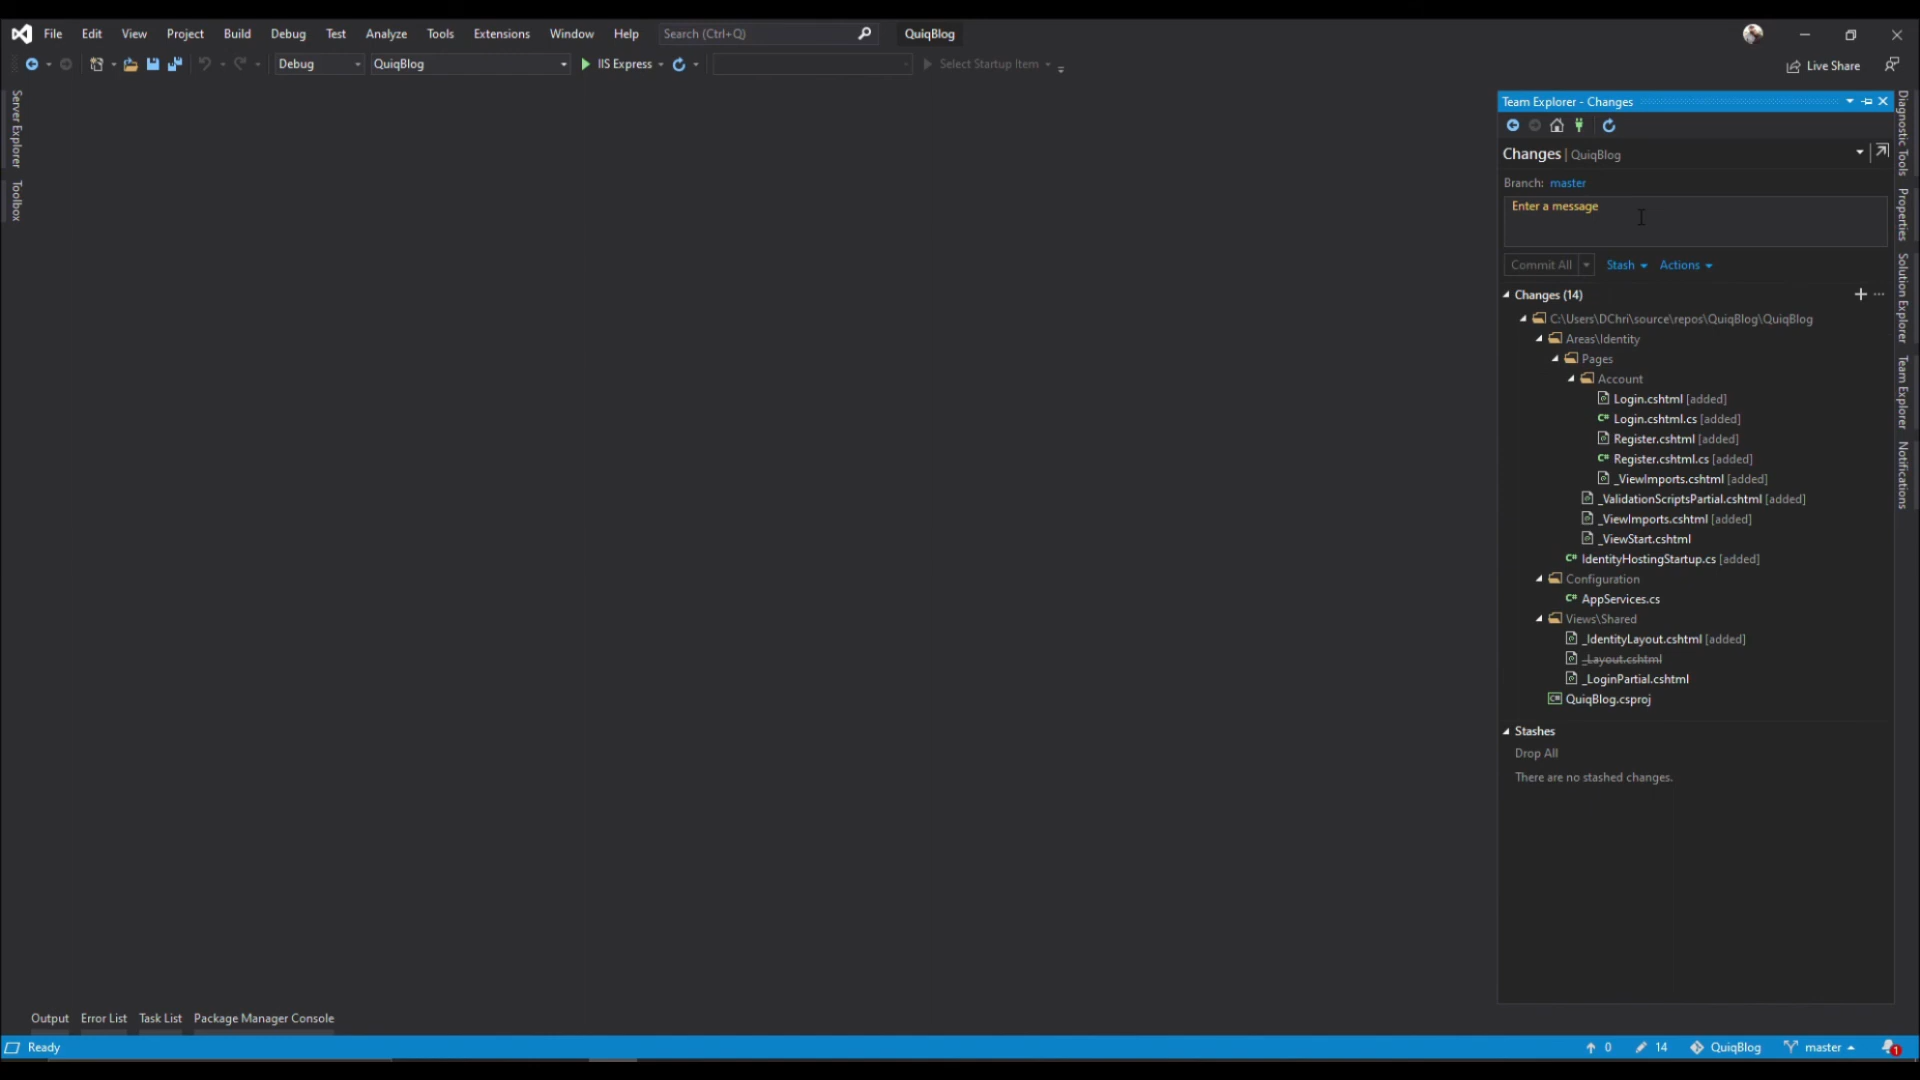 File Edit View Project Build Debug Test Analyze Tools Extensions Window Help Search (Ctrl+Q) QuiqBlog
Debug QuiqBlog IIS Express Select Startup Item Live Share
Server Explorer
Toolbox
Team Explorer - Changes
Changes | QuiqBlog
Branch: master
Enter a message
Commit All Stash Actions
Changes (14)
C:\Users\DChri\source\repos\QuiqBlog\QuiqBlog
Areas\Identity
Pages
Account
Login.cshtml [added]
Login.cshtml.cs [added]
Register.cshtml [added]
Register.cshtml.cs [added]
_ViewImports.cshtml [added]
_ValidationScriptsPartial.cshtml [added]
_ViewImports.cshtml [added]
_ViewStart.cshtml
IdentityHostingStartup.cs [added]
Configuration
AppServices.cs
Views\Shared
_IdentityLayout.cshtml [added]
_Layout.cshtml
_LoginPartial.cshtml
QuiqBlog.csproj
Stashes
Drop All
There are no stashed changes.
Diagnostic Tools
Properties
Solution Explorer
Team Explorer
Notifications
Output Error List Task List Package Manager Console
Ready 0 14 QuiqBlog master 1